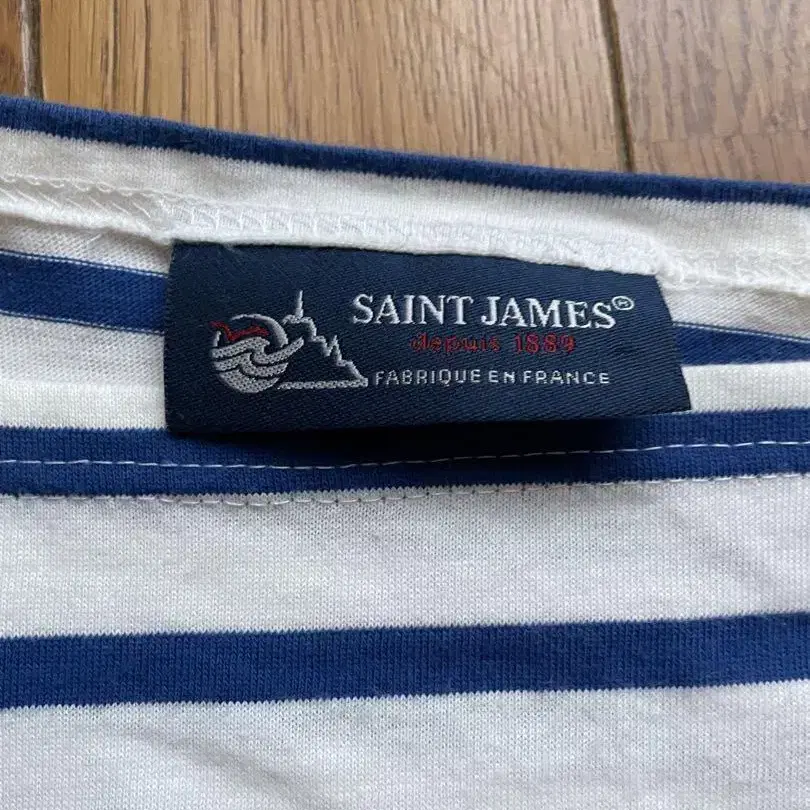 SAINT JAMES®
depuis 1889
FABRIQUE EN FRANCE